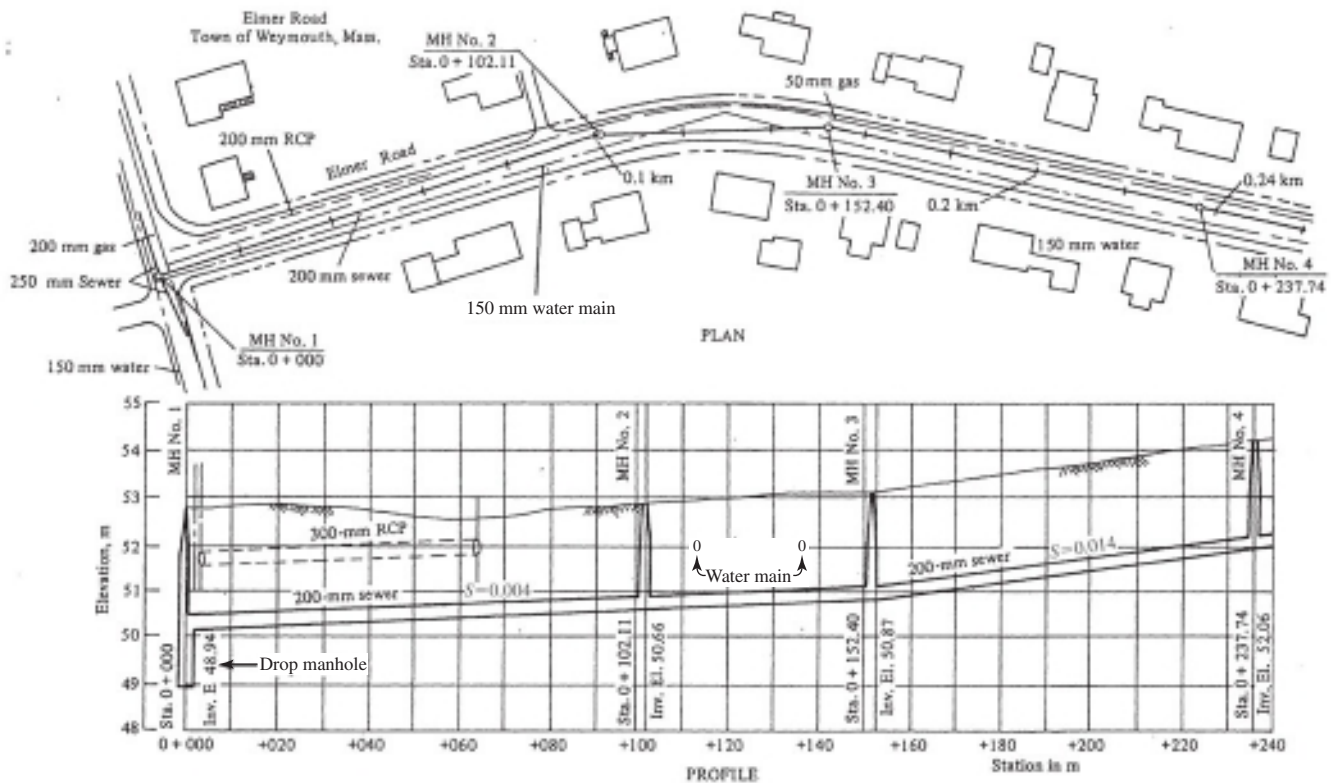 Elmer Road
Town of Weymouth, Mass.
MH No. 2
Sta. 0 + 102.11
50 mm gas
200 mm RCP
Elmer Road
0.1 km
MH No. 3
Sta. 0 + 152.40
0.2 km
0.24 km
200 mm gas
250 mm Sewer
200 mm sewer
150 mm water
MH No. 4
Sta. 0 + 237.74
150 mm water main
MH No. 1
Sta. 0 + 000
PLAN
150 mm water
55
54
53
52
51
50
49
48
Elevation, m
MH No. 1
MH No. 2
MH No. 3
MH No. 4
300-mm RCP
0 0
Water main
200-mm sewer
S=0.004
200-mm sewer
S=0.014
Drop manhole
Sta. 0 + 000
Inv. E 48.94
Sta. 0 + 102.11
Inv. El. 50.66
Sta. 0 + 152.40
Inv. El. 50.87
Sta. 0 + 237.74
Inv. El. 52.06
0 + 000 +020 +040 +060 +080 +100 +120 +140 +160 +180 +200 +220 +240
PROFILE
Station in m